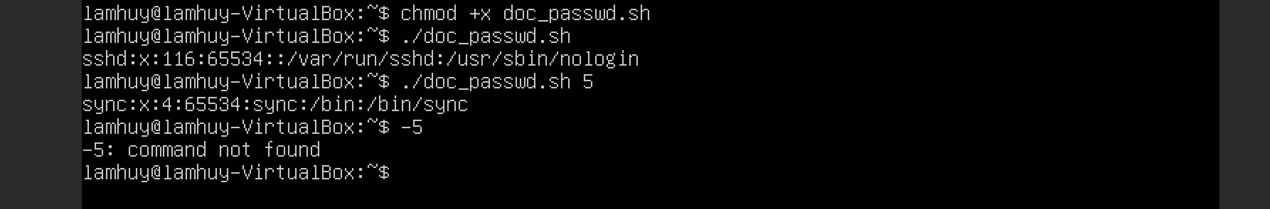 lamhuy@lamhuy-VirtualBox:~$ chmod +x doc_passwd.sh
lamhuy@lamhuy-VirtualBox:~$ ./doc_passwd.sh
sshd:x:116:65534::/var/run/sshd:/usr/sbin/nologin
lamhuy@lamhuy-VirtualBox:~$ ./doc_passwd.sh 5
sync:x:4:65534:sync:/bin:/bin/sync
lamhuy@lamhuy-VirtualBox:~$ -5
-5: command not found
lamhuy@lamhuy-VirtualBox:~$